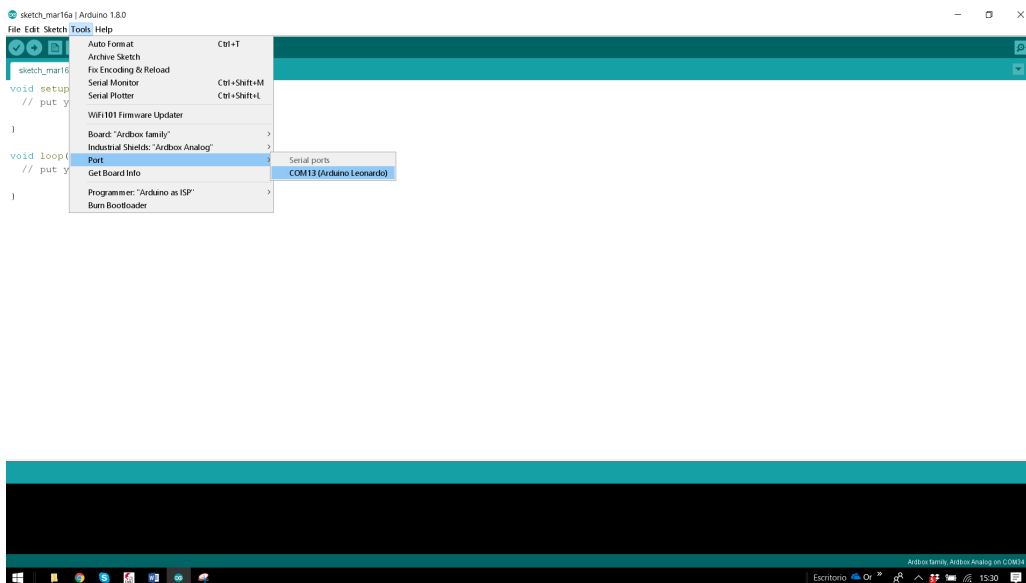 sketch_mar16a | Arduino 1.8.0
File Edit Sketch Tools Help
Auto Format Ctrl+T
Archive Sketch
sketch_mar16
Fix Encoding & Reload
Serial Monitor Ctrl+Shift+M
void setup
Serial Plotter Ctrl+Shift+L
// put y
WiFi101 Firmware Updater
}
Board: "Ardbox family"
Industrial Shields: "Ardbox Analog"
void loop(
Port
Serial ports
// put y
Get Board Info
COM13 (Arduino Leonardo)
}
Programmer: "Arduino as ISP"
Burn Bootloader
Ardbox family, Ardbox Analog on COM34
Escritorio
Or
15:30